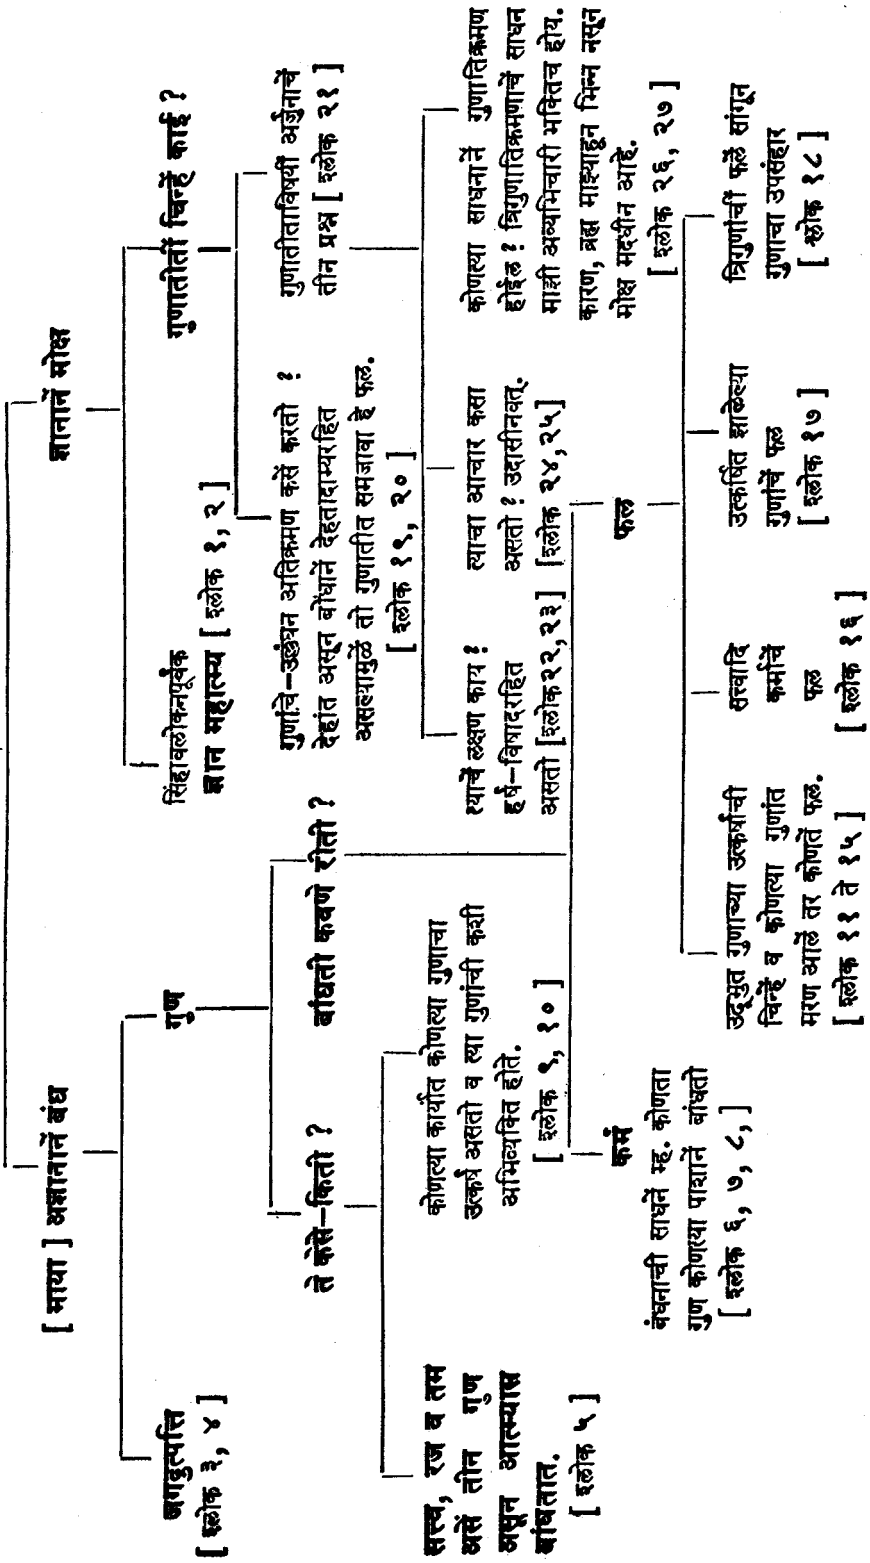 [ माया ] अज्ञानानें बंध
ज्ञानानें मोक्ष
जगदुत्पत्ति
[ श्लोक ३, ४ ]
गुण
सिंहावलोकनपूर्वक
ज्ञान महात्म्य [ श्लोक १, २ ]
गुणातीतों चिन्हें काई ?
ते कैसे-किती ?
बांधती कवणे रीती ?
गुणांचे-उल्लंघन अतिक्रमण कसें करतो ?
देहांत असून बोधानें देहतादाम्यरहित
असल्यामुळें तो गुणातीत समजावा हे फल.
[ श्लोक १९, २० ]
गुणातीताविषयीं अर्जुनाचें
तीन प्रश्न [ श्लोक २१ ]
सत्त्व, रज व तम
असें तीन गुण
असून आत्म्यास
बांधतात.
[ श्लोक ५ ]
कोणत्या कार्यात कोणत्या गुणाचा
उत्कर्ष असतो व त्या गुणांची कशी
अभिव्यक्ति होते.
[ श्लोक ९, १० ]
त्याचें लक्षण काय ?
हर्ष-विषादरहित
असतो [श्लोक२२, २३]
त्याचा आचार कसा
असतो ? उदासीनवत्.
[श्लोक २४,२५]
कोणत्या साधनानें गुणातिक्रमण
होईल ? त्रिगुणातिक्रमणाचें साधन
माझी अव्यभिचारी भक्तिच होय.
कारण, ब्रह्म माझ्याहून भिन्न नसून
मोक्ष मदधीन आहे.
[ श्लोक २६, २७ ]
कर्म
बंधनाची साधनें म्ह. कोणता
गुण कोणत्या पाशानें बांधतो
[ श्लोक ६, ७, ८, ]
फल
उद्भुत गुणाच्या उत्कर्षाची
चिन्हें व कोणत्या गुणांत
मरण आलें तर कोणतें फल.
[ श्लोक ११ ते १५ ]
सत्त्वादि
कर्माचें
फल
[ श्लोक १६ ]
उत्कर्षित झालेल्या
गुणांचें फल
[ श्लोक १७ ]
त्रिगुणांचीं फलें सांगून
गुणाचा उपसंहार
[ श्लोक १८ ]